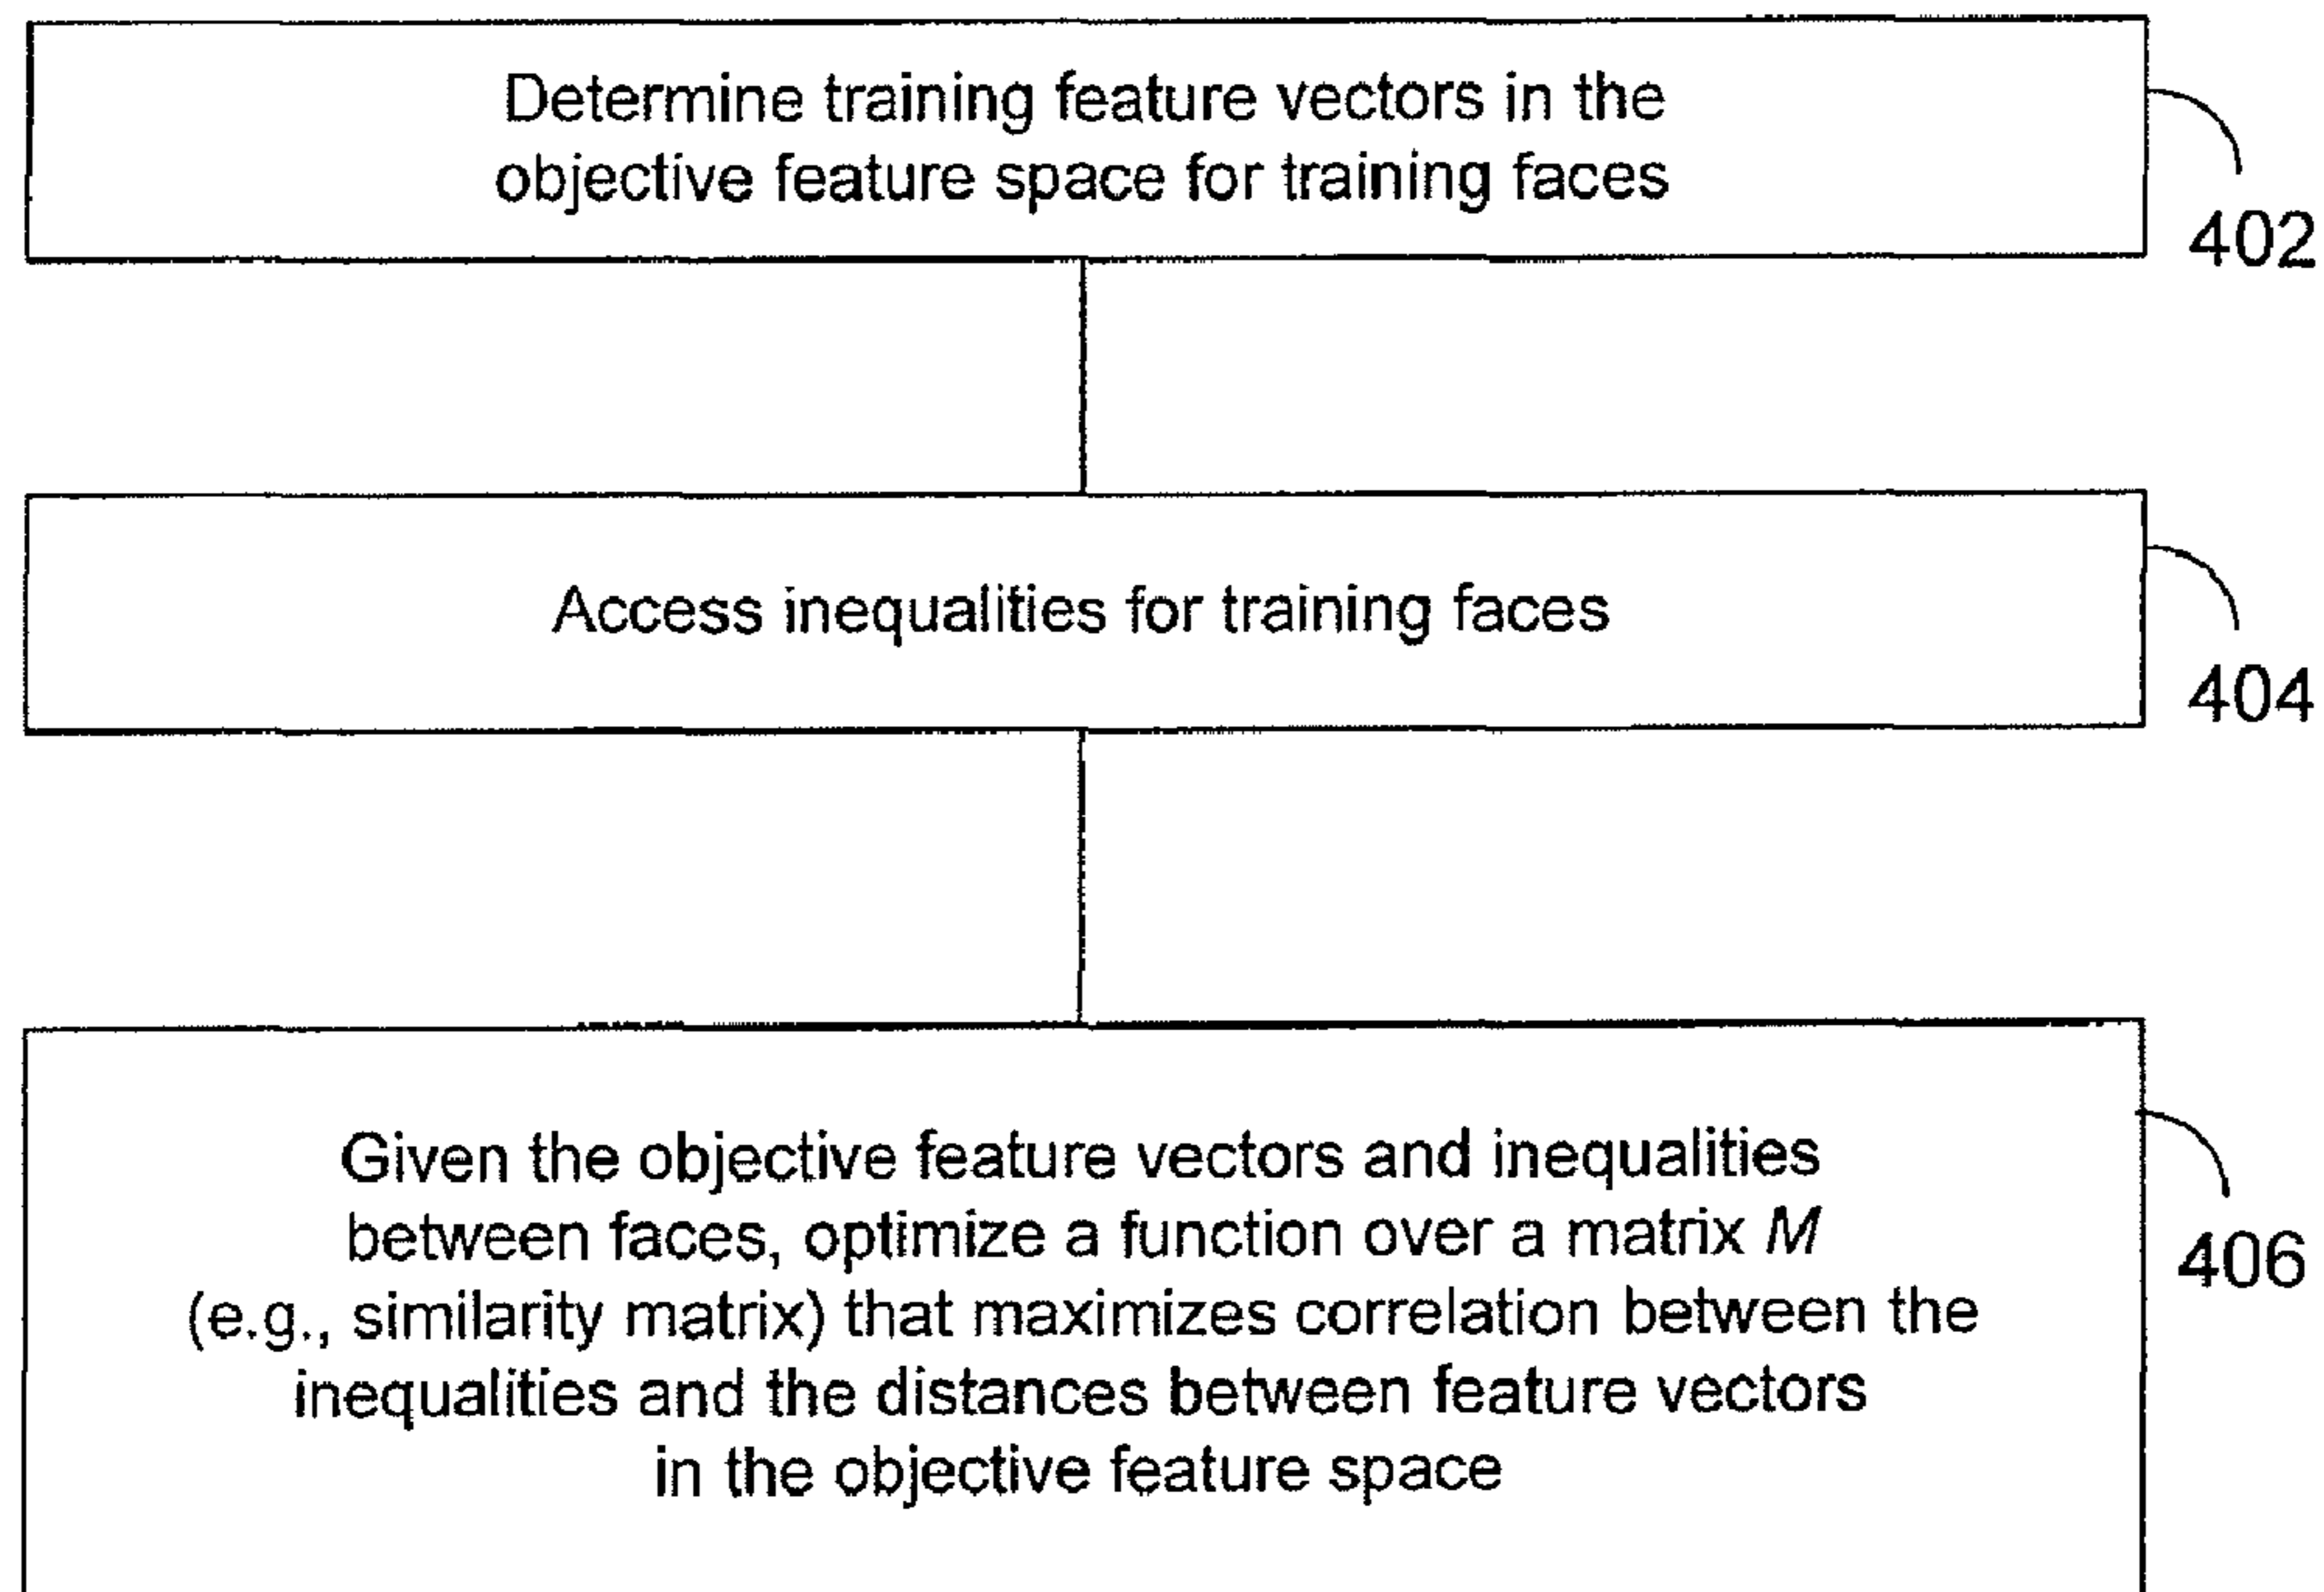 Determine training feature vectors in the
objective feature space for training faces
402
Access inequalities for training faces
404
Given the objective feature vectors and inequalities
between faces, optimize a function over a matrix M
(e.g., similarity matrix) that maximizes correlation between the
inequalities and the distances between feature vectors
in the objective feature space
406